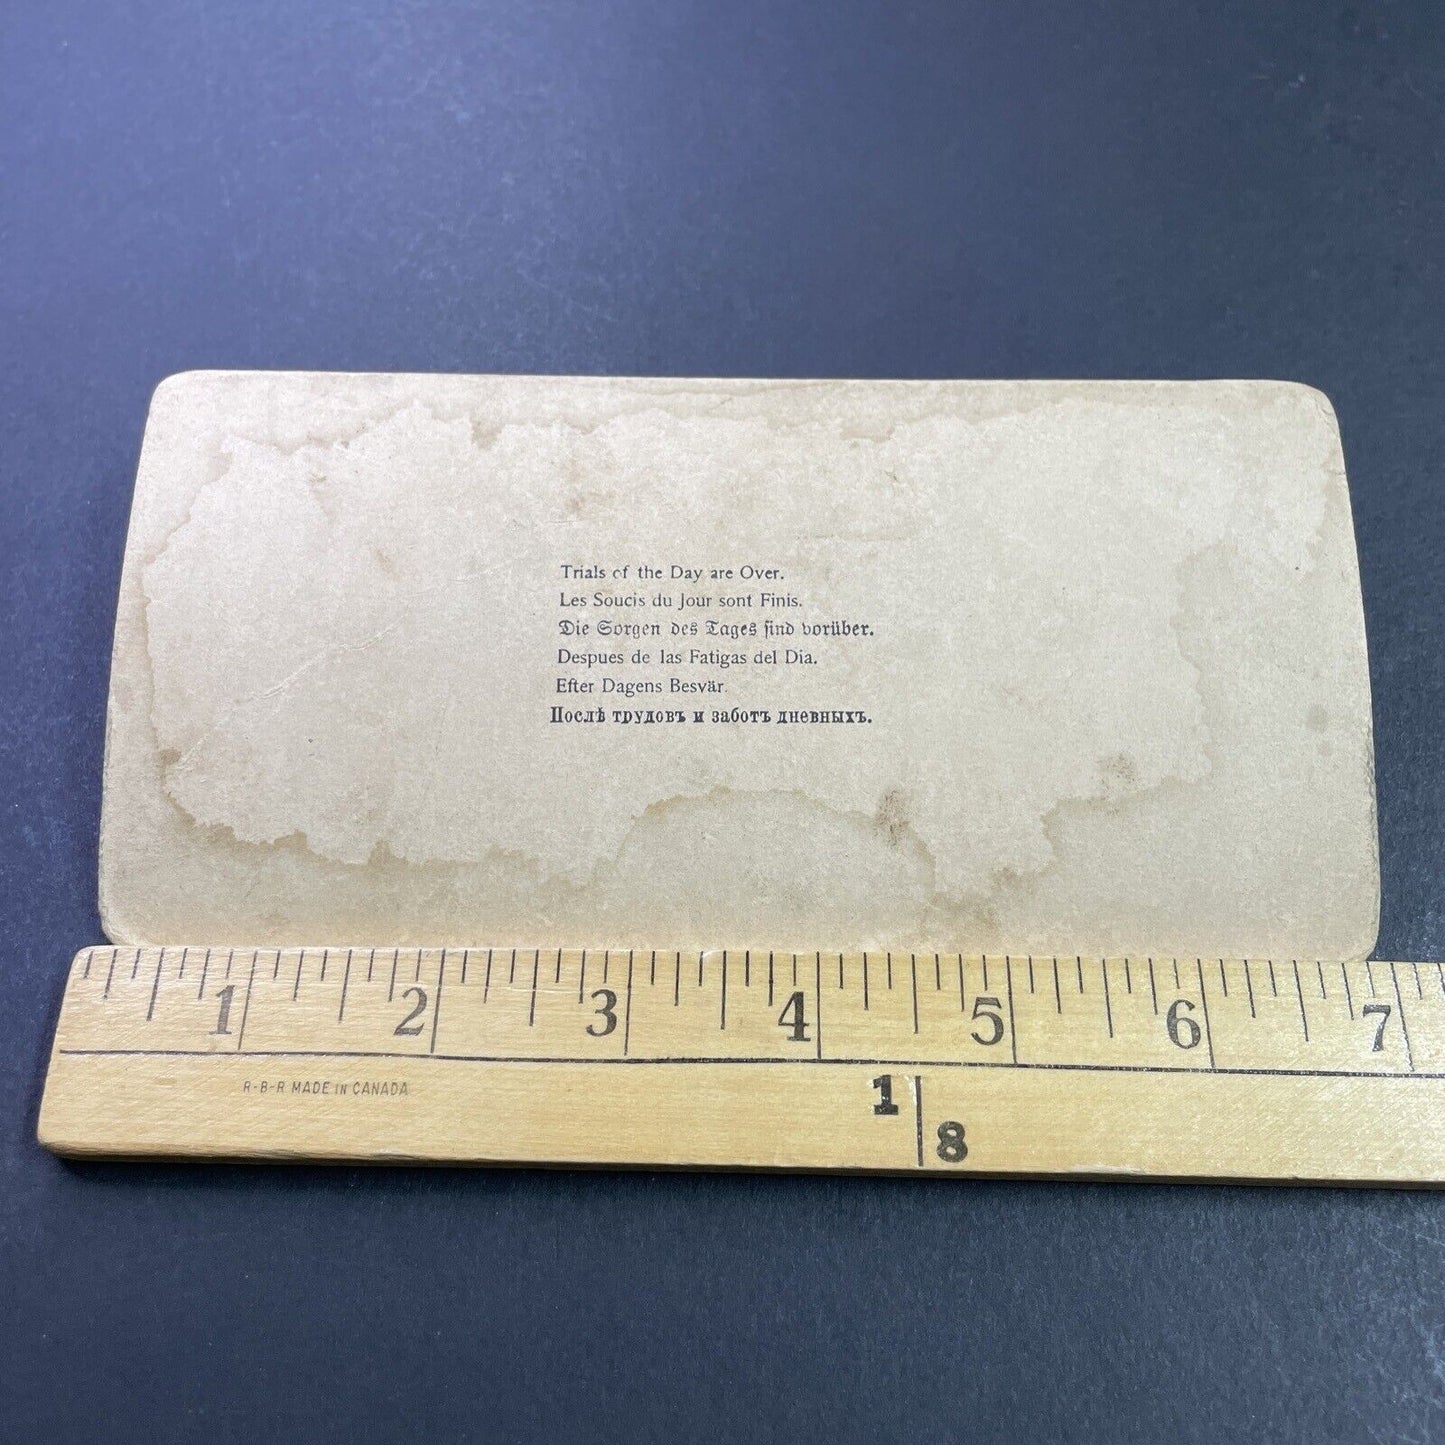 Trials of the Day are Over.
Les Soucis du Jour sont Finis.
Die Sorgen des Tages sind vorüber.
Despues de las Fatigas del Dia.
Efter Dagens Besvär.
Послѣ трудовъ и заботъ дневныхъ.
1 2 3 4 5 6 7
R-B-R MADE IN CANADA
1
8